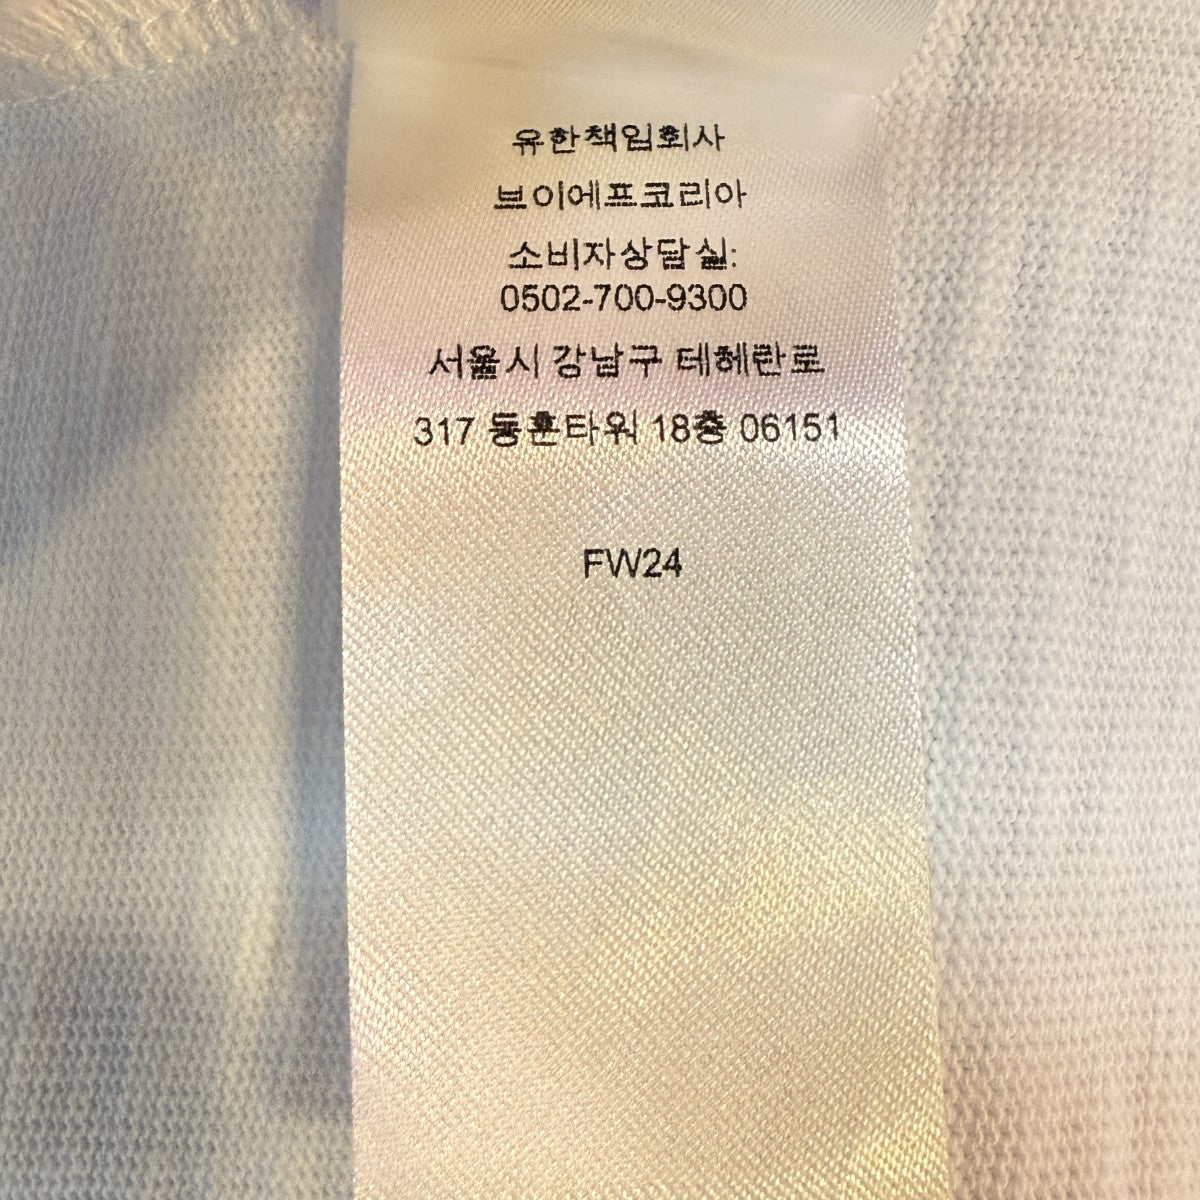 유한책임회사
브이에프코리아
소비자상담실:
0502-700-9300
서울시 강남구 테헤란로
317 동훈타워 18층 06151
FW24